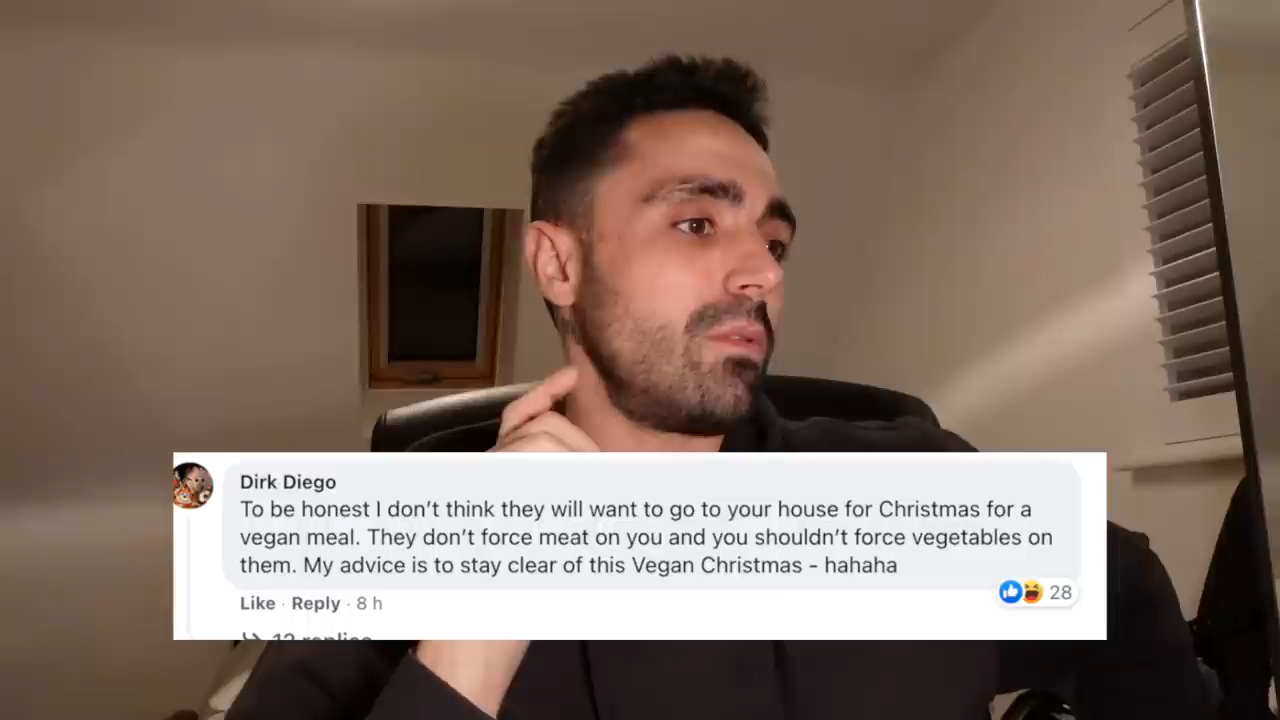 Dirk Diego
To be honest I don’t think they will want to go to your house for Christmas for a
vegan meal. They don’t force meat on you and you shouldn’t force vegetables on
them. My advice is to stay clear of this Vegan Christmas - hahaha
28
Like · Reply · 8 h
12 replies